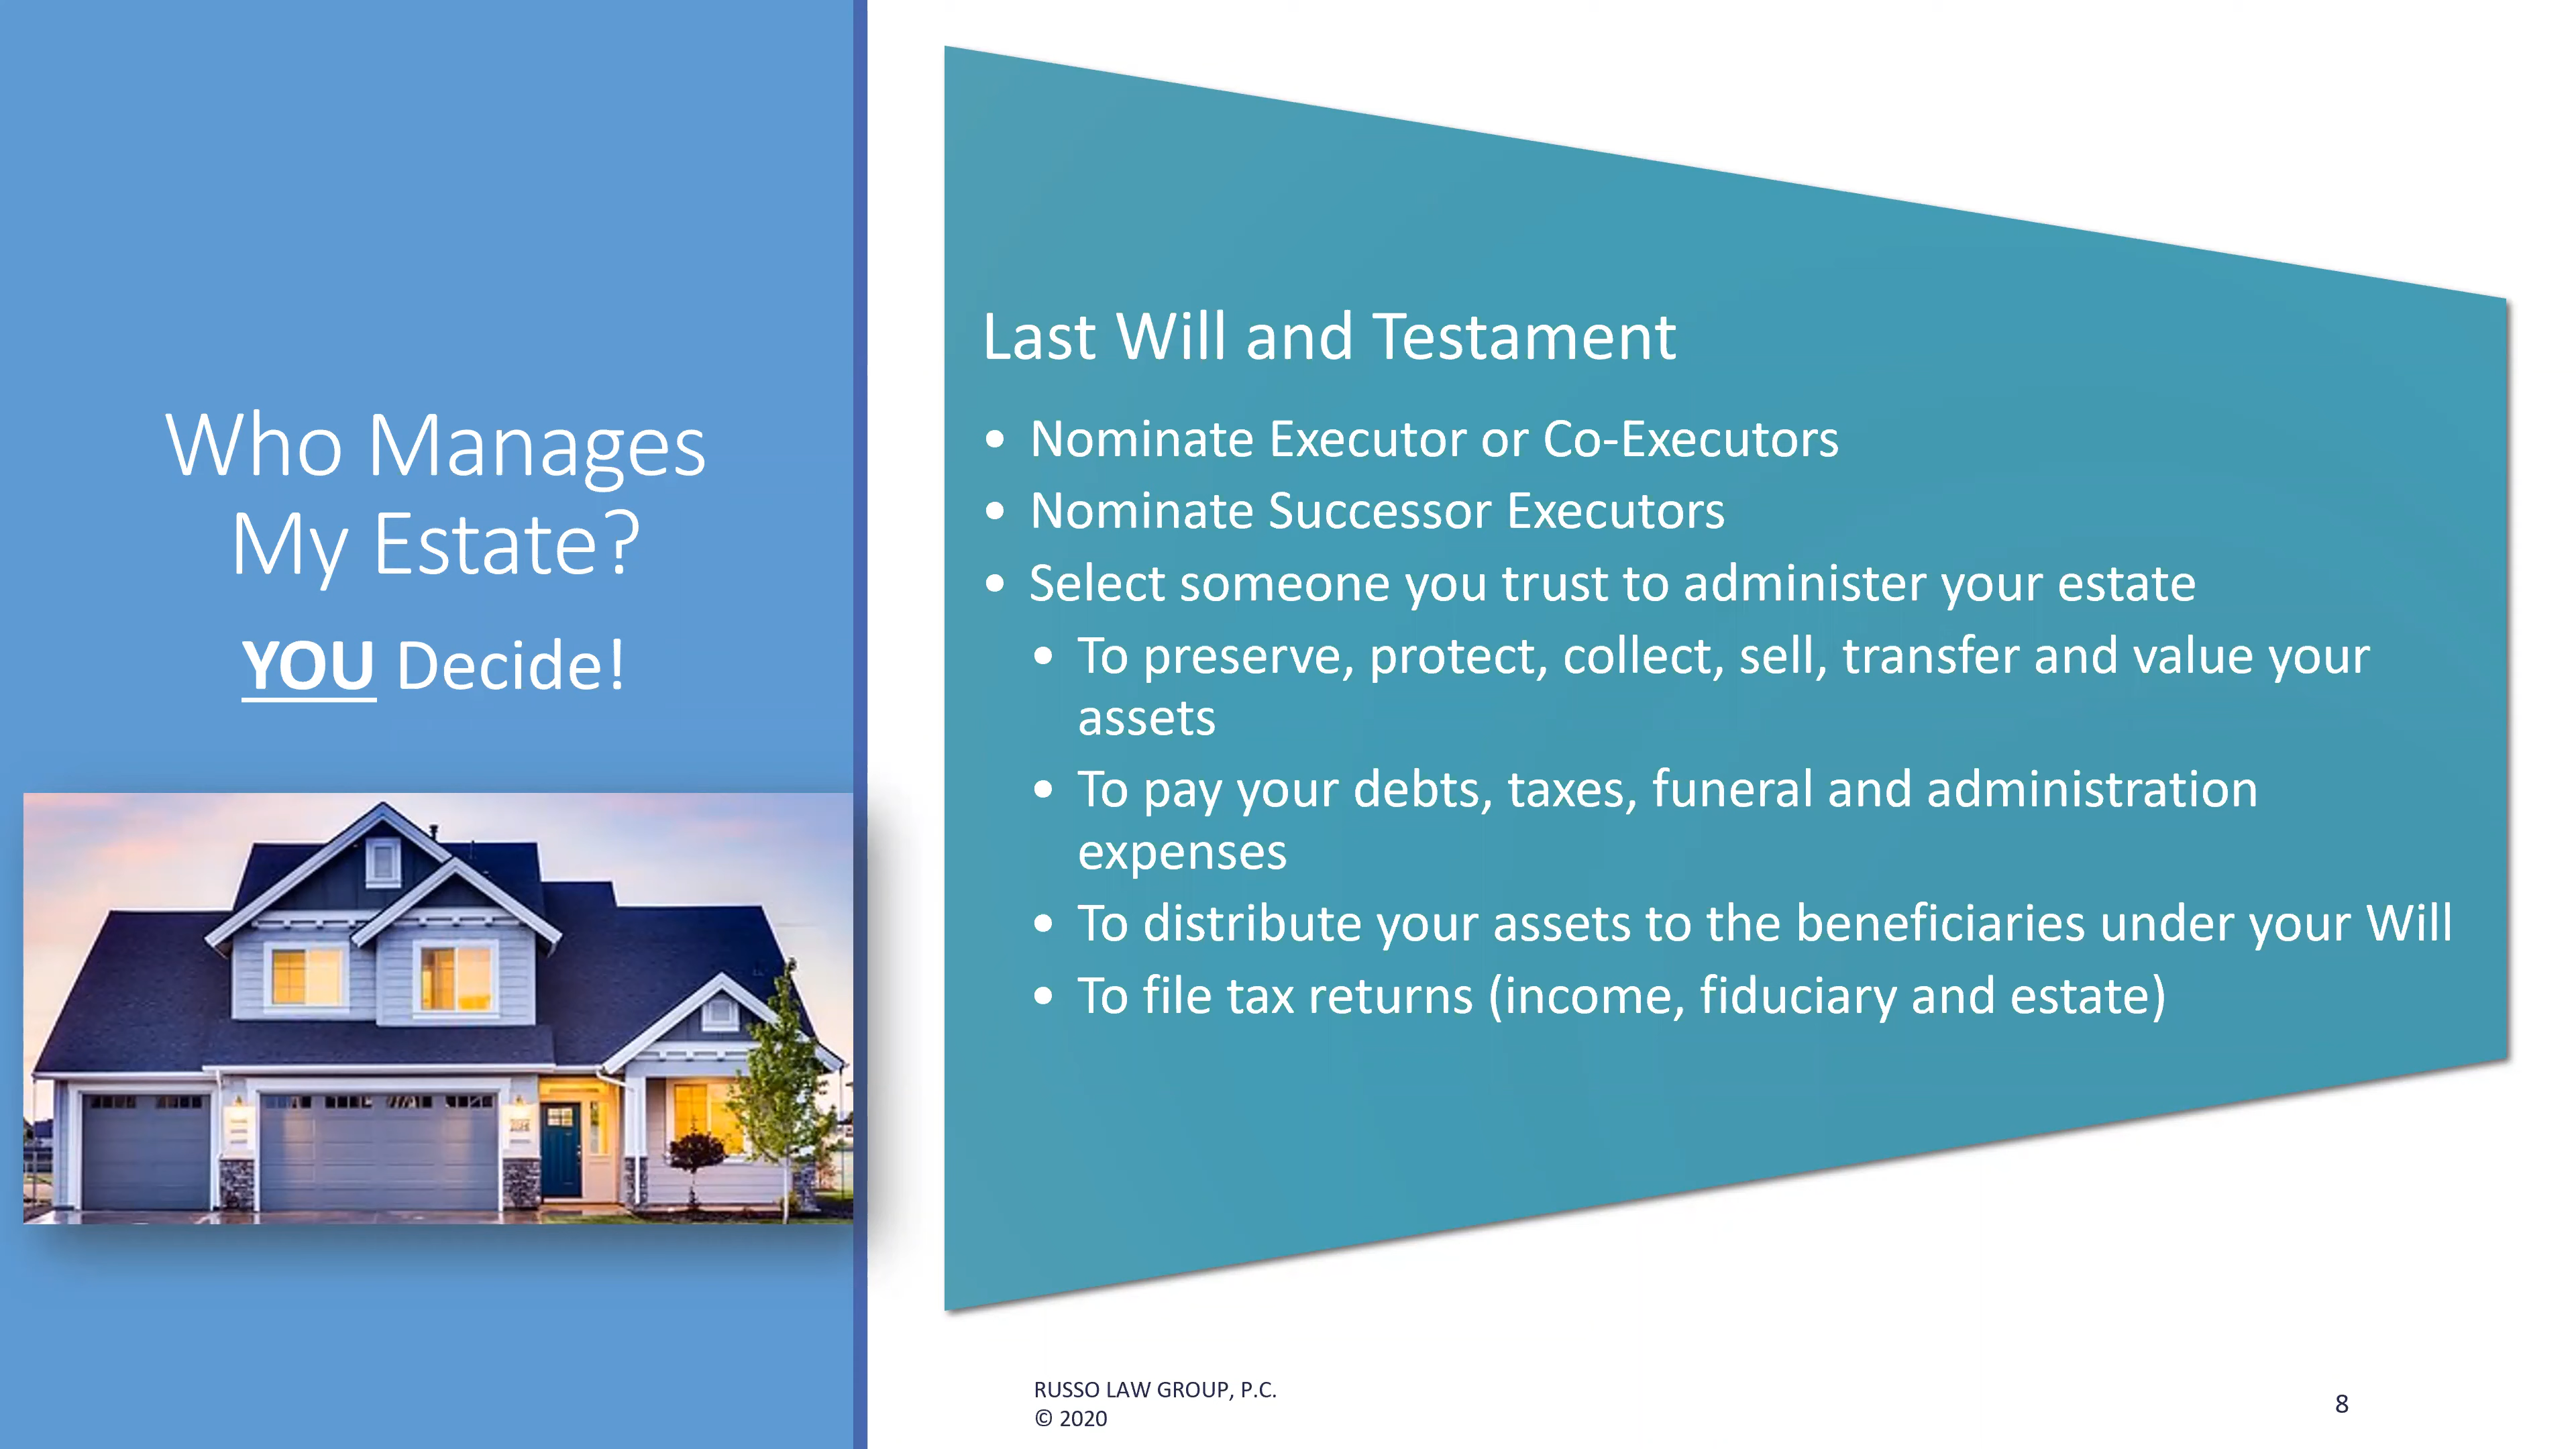 Who Manages
My Estate?
YOU Decide!
Last Will and Testament
• Nominate Executor or Co-Executors
• Nominate Successor Executors
• Select someone you trust to administer your estate
• To preserve, protect, collect, sell, transfer and value your
assets
• To pay your debts, taxes, funeral and administration
expenses
• To distribute your assets to the beneficiaries under your Will
• To file tax returns (income, fiduciary and estate)
RUSSO LAW GROUP, P.C.
© 2020
8